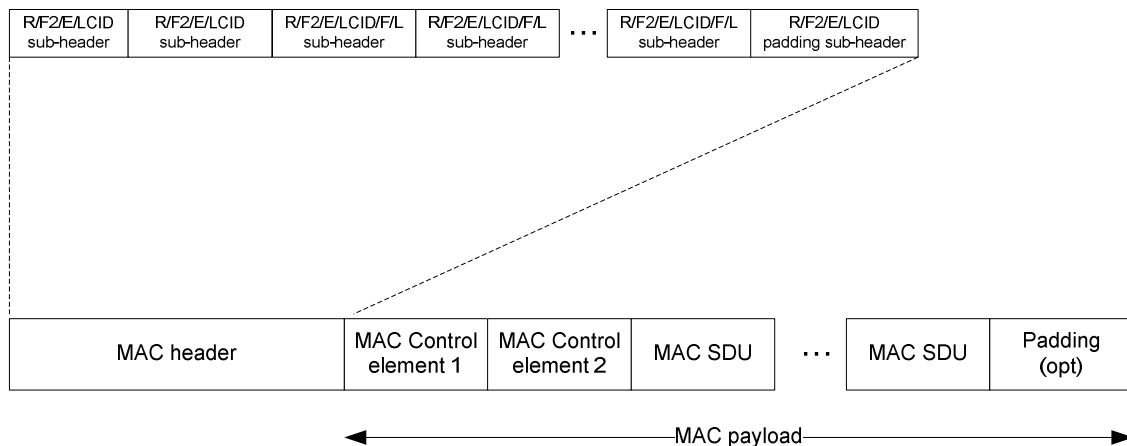 R/F2/E/LCID
sub-header
R/F2/E/LCID
sub-header
R/F2/E/LCID/F/L
sub-header
R/F2/E/LCID/F/L
sub-header
...
R/F2/E/LCID/F/L
sub-header
R/F2/E/LCID
padding sub-header
MAC header
MAC Control
element 1
MAC Control
element 2
MAC SDU
...
MAC SDU
Padding
(opt)
MAC payload